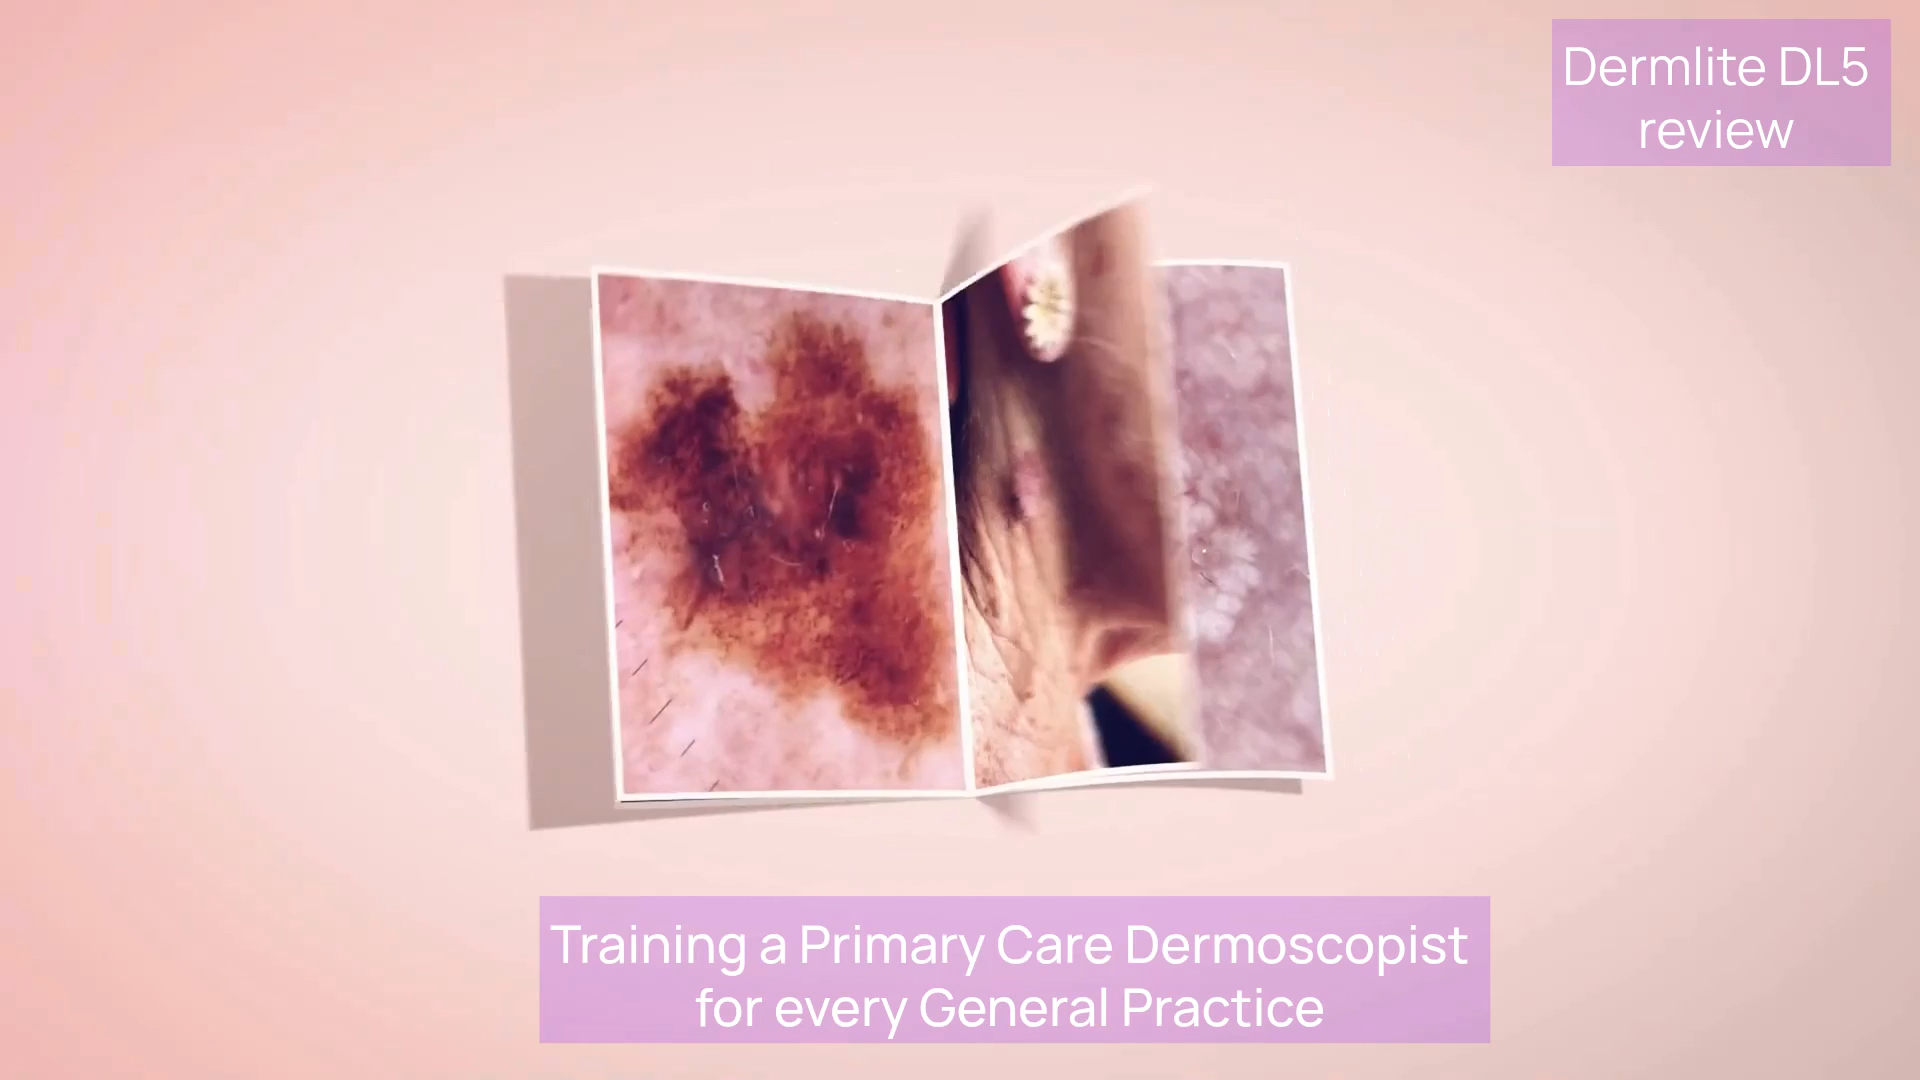 Dermlite DL5
review
Training a Primary Care Dermoscopist
for every General Practice